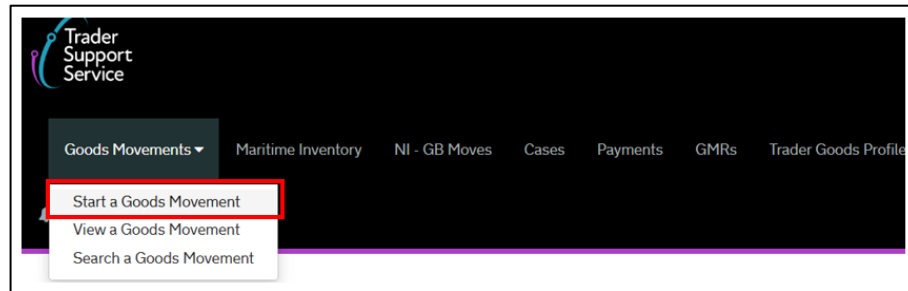 Trader
Support
Service
Goods Movements Maritime Inventory NI - GB Moves Cases Payments GMRs Trader Goods Profile
Start a Goods Movement
View a Goods Movement
Search a Goods Movement